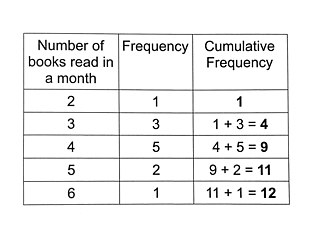 Number of books read in a month Frequency Cumulative Frequency
2 1 1
3 3 1 + 3 = 4
4 5 4 + 5 = 9
5 2 9 + 2 = 11
6 1 11 + 1 = 12